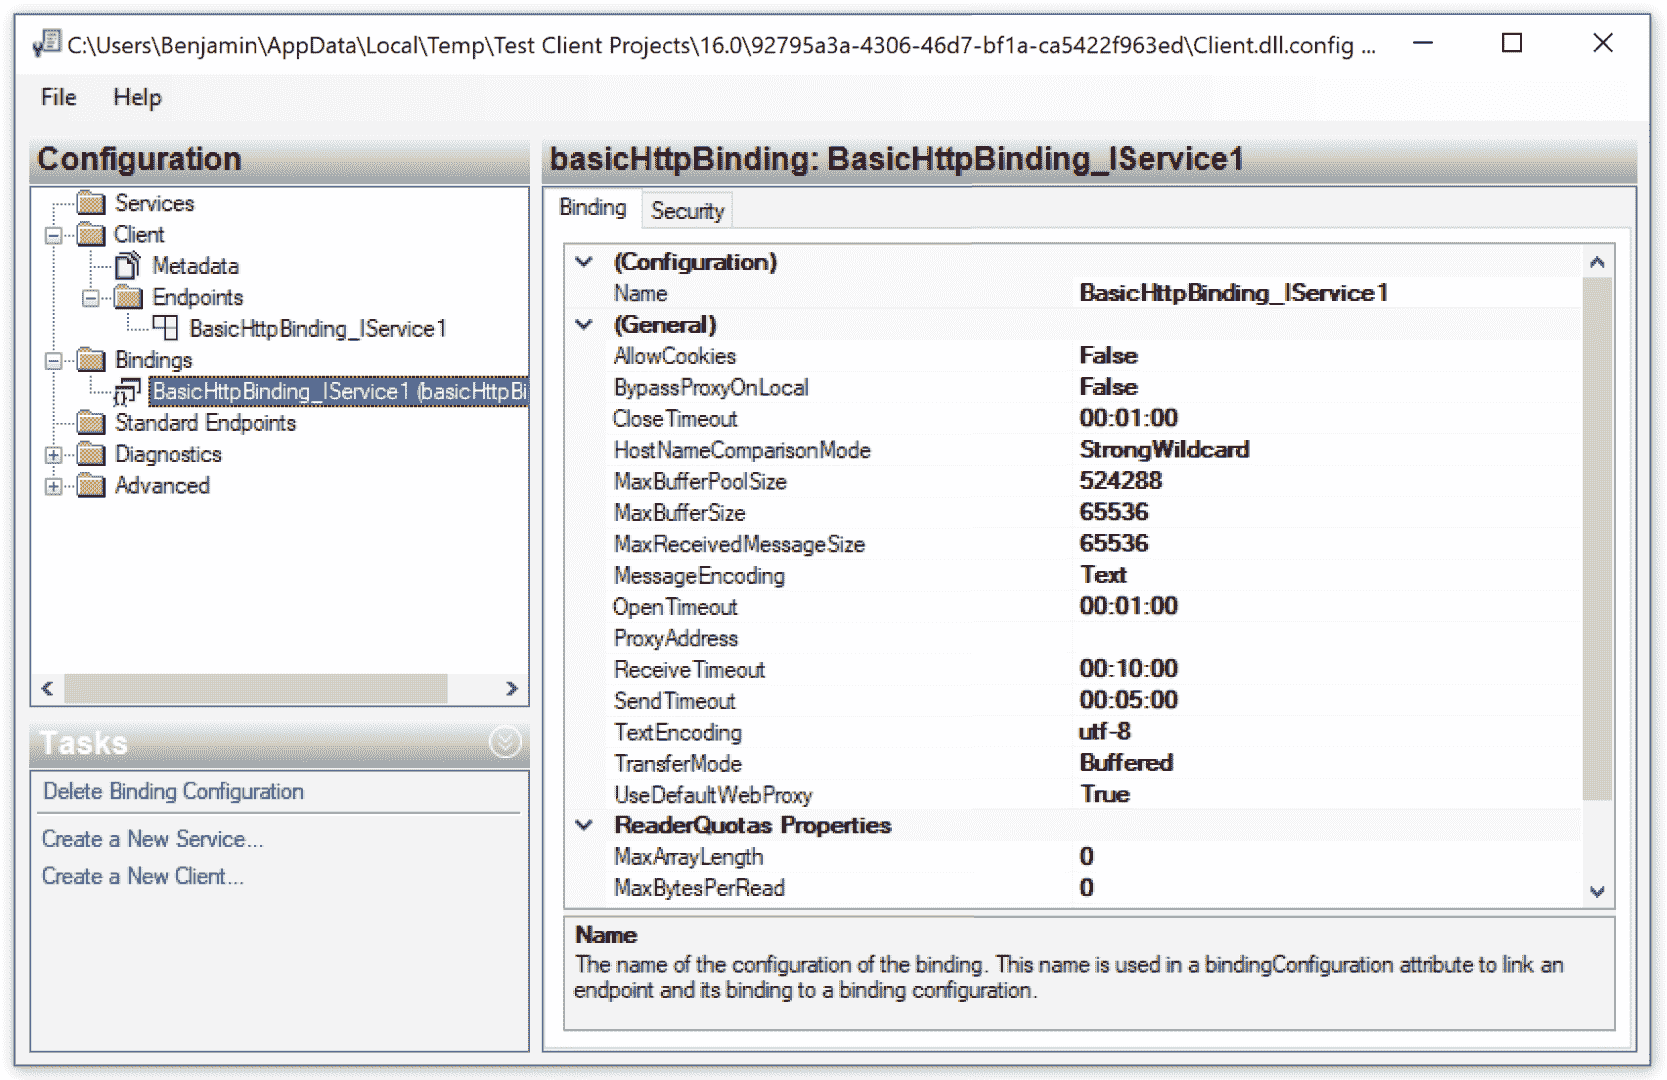 C:\Users\Benjamin\AppData\Local\Temp\Test Client Projects\16.0\92795a3a-4306-46d7-bf1a-ca5422f963ed\Client.dll.config ...
File Help
Configuration
Services
Client
Metadata
Endpoints
BasicHttpBinding_IService1
Bindings
BasicHttpBinding_IService1 (basicHttpBi
Standard Endpoints
Diagnostics
Advanced
Tasks
Delete Binding Configuration
Create a New Service...
Create a New Client...
basicHttpBinding: BasicHttpBinding_IService1
Binding Security
(Configuration)
Name BasicHttpBinding_IService1
(General)
AllowCookies False
BypassProxyOnLocal False
CloseTimeout 00:01:00
HostNameComparisonMode StrongWildcard
MaxBufferPoolSize 524288
MaxBufferSize 65536
MaxReceivedMessageSize 65536
MessageEncoding Text
OpenTimeout 00:01:00
ProxyAddress
ReceiveTimeout 00:10:00
SendTimeout 00:05:00
TextEncoding utf-8
TransferMode Buffered
UseDefaultWebProxy True
ReaderQuotas Properties
MaxArrayLength 0
MaxBytesPerRead 0
Name
The name of the configuration of the binding. This name is used in a bindingConfiguration attribute to link an
endpoint and its binding to a binding configuration.